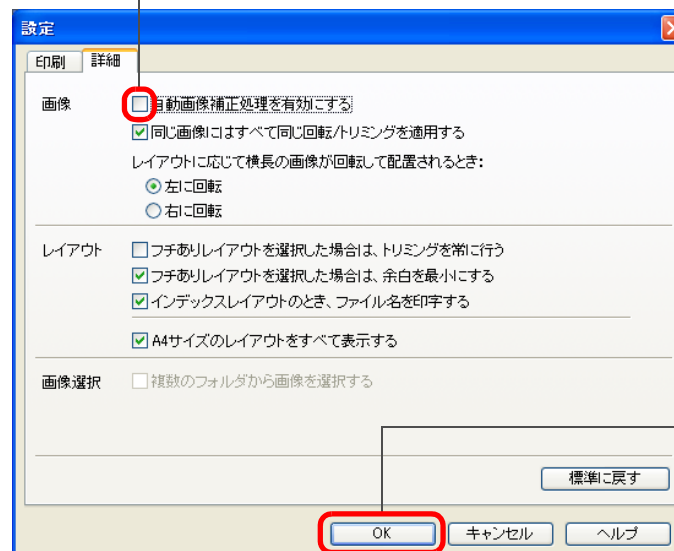 設定
印刷 詳細
画像 自動画像補正処理を有効にする
同じ画像にはすべて同じ回転/トリミングを適用する
レイアウトに応じて横長の画像が回転して配置されるとき:
左に回転
右に回転
レイアウト フチありレイアウトを選択した場合は、トリミングを常に行う
フチありレイアウトを選択した場合は、余白を最小にする
インデックスレイアウトのとき、ファイル名を印字する
A4サイズのレイアウトをすべて表示する
画像選択 複数のフォルダから画像を選択する
標準に戻す
OK キャンセル ヘルプ